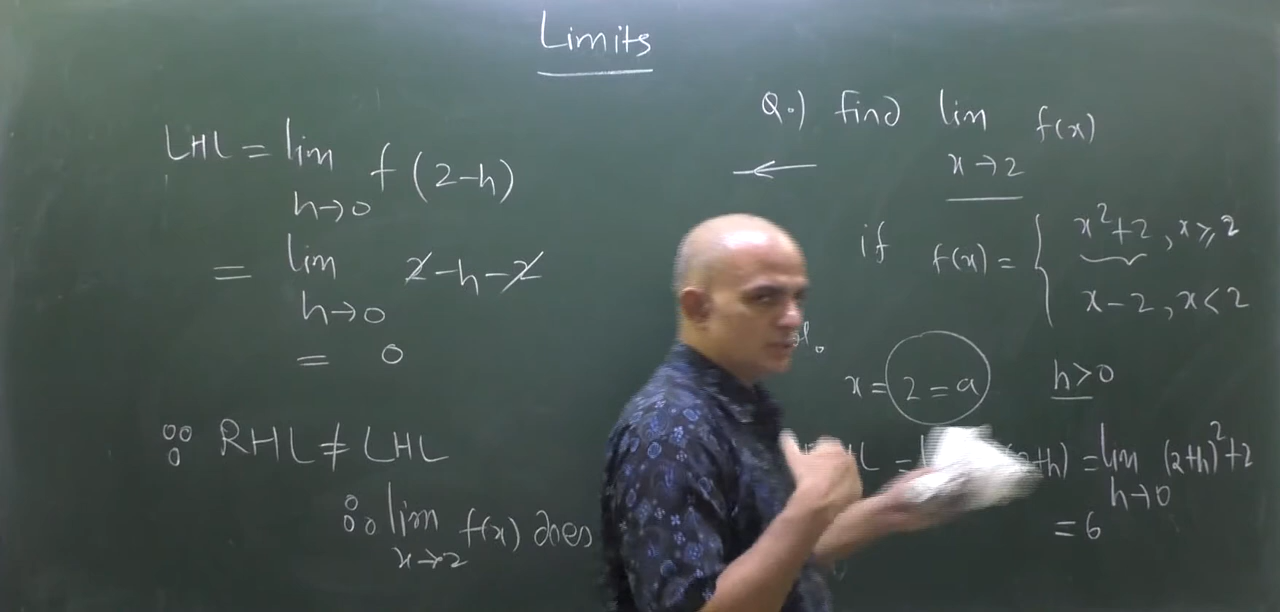 Limits
Q.) find lim f(x)
x→2
if f(x) = { x²+2, x≥2
x-2, x<2
x = 2 = a h>0
= lim (2+h)²+2
h→0
= 6
LHL = lim f(2-h)
h→0
= lim 2-h-2
h→0
= 0
∵ RHL ≠ LHL
∴ lim f(x) does
x→2